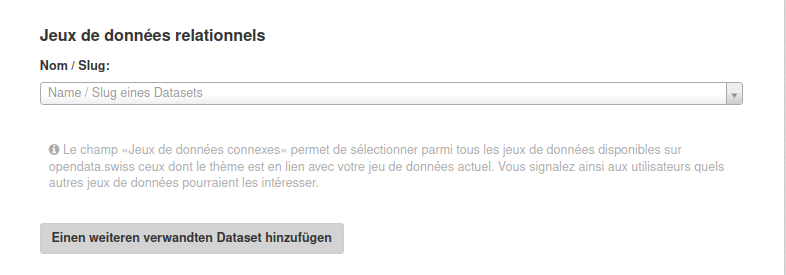 Jeux de données relationnels
Nom / Slug:
Name / Slug eines Datasets
Le champ «Jeux de données connexes» permet de sélectionner parmi tous les jeux de données disponibles sur
opendata.swiss ceux dont le thème est en lien avec votre jeu de données actuel. Vous signalez ainsi aux utilisateurs quels
autres jeux de données pourraient les intéresser.
Einen weiteren verwandten Dataset hinzufügen